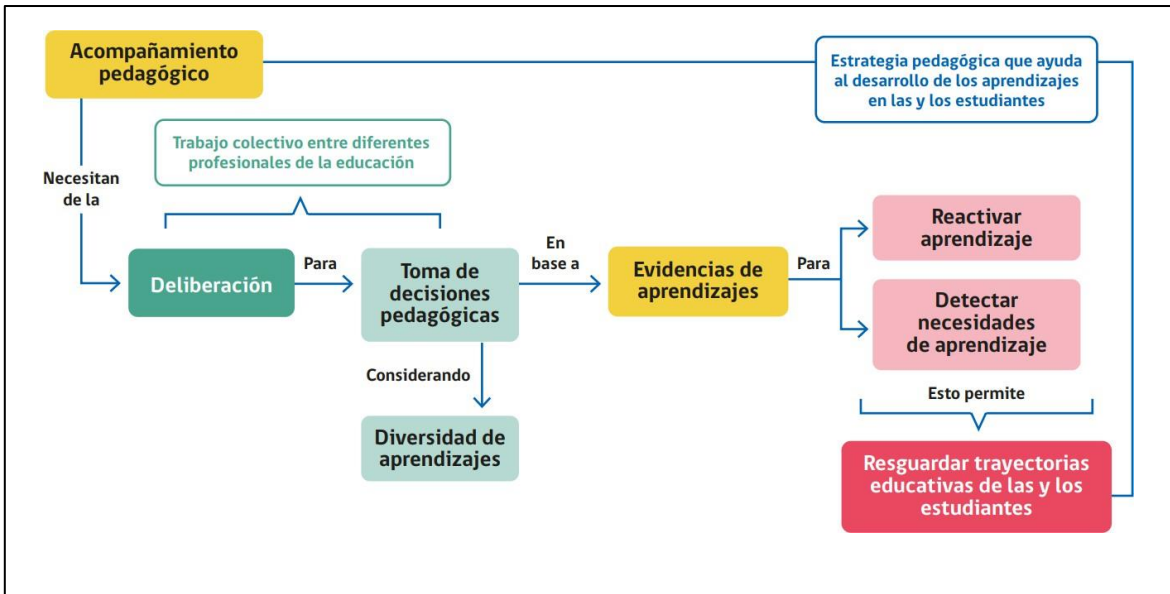 Acompañamiento
pedagógico
Estrategia pedagógica que ayuda
al desarrollo de los aprendizajes
en las y los estudiantes
Trabajo colectivo entre diferentes
profesionales de la educación
Necesitan
de la
Deliberación
Para
Toma de
decisiones
pedagógicas
En
base a
Evidencias de
aprendizajes
Para
Reactivar
aprendizaje
Detectar
necesidades
de aprendizaje
Considerando
Diversidad de
aprendizajes
Esto permite
Resguardar trayectorias
educativas de las y los
estudiantes